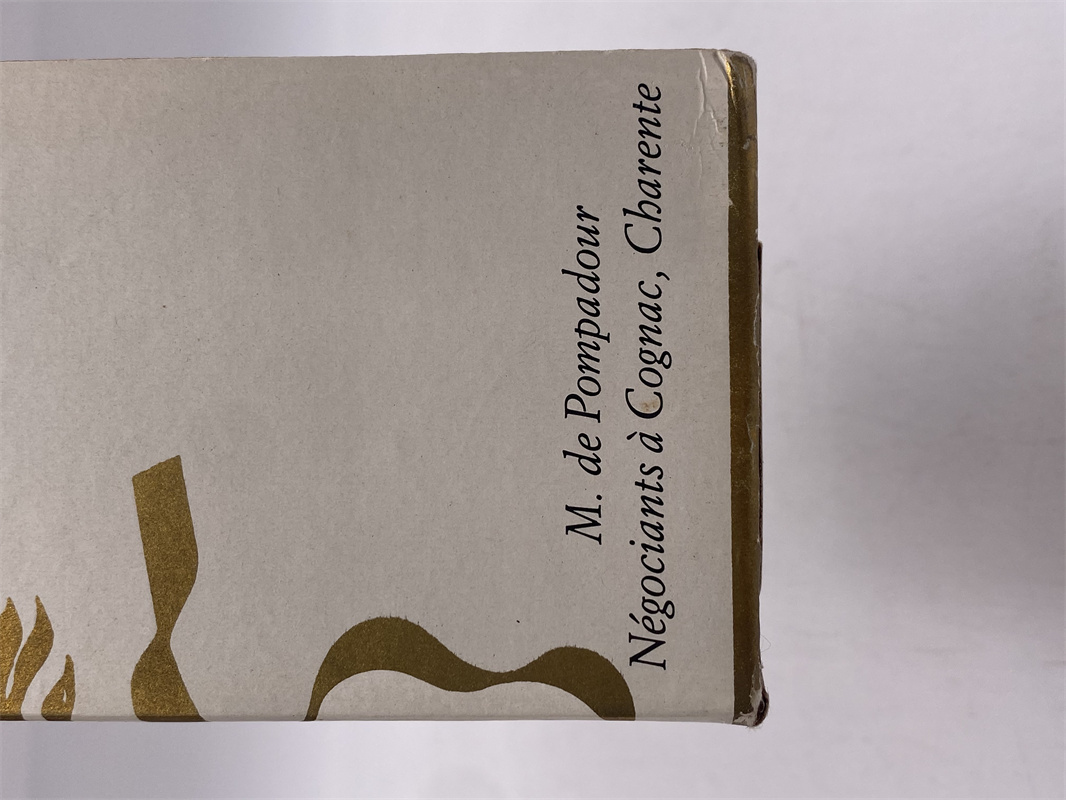 M. de Pompadour
Négociants à Cognac, Charente